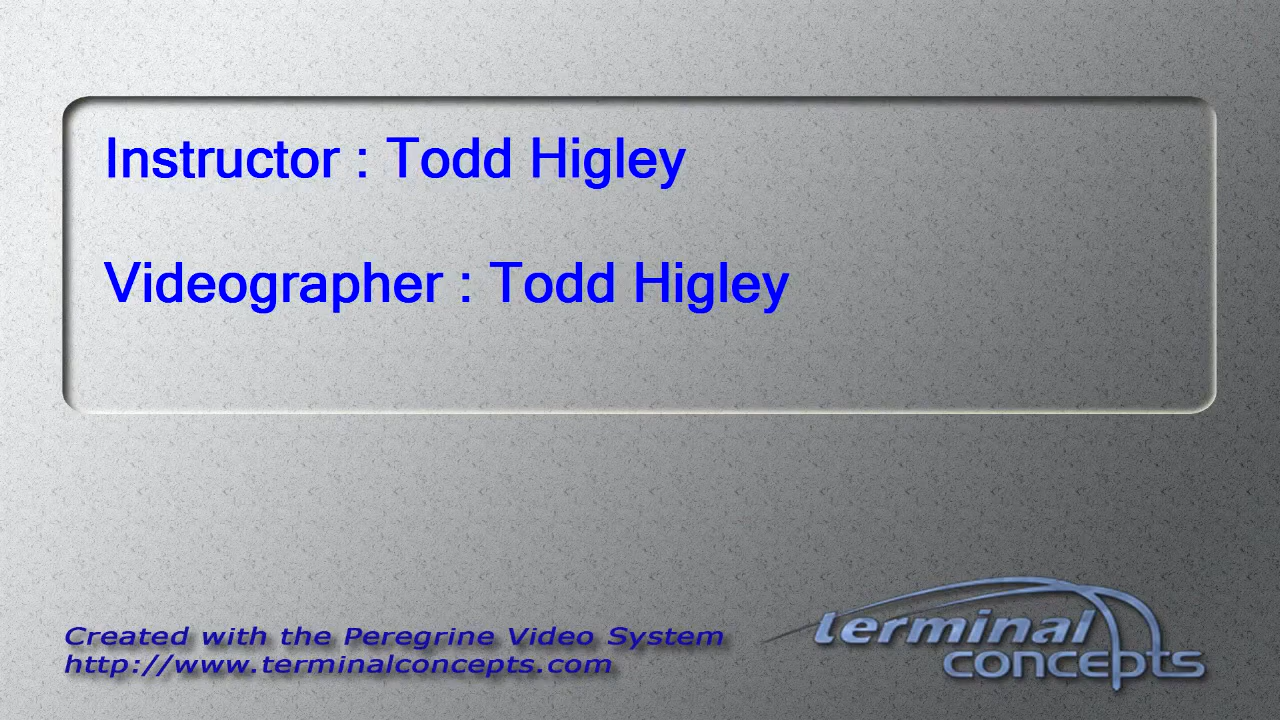 Instructor : Todd Higley
Videographer : Todd Higley
Created with the Peregrine Video System
http://www.terminalconcepts.com
terminal
concepts